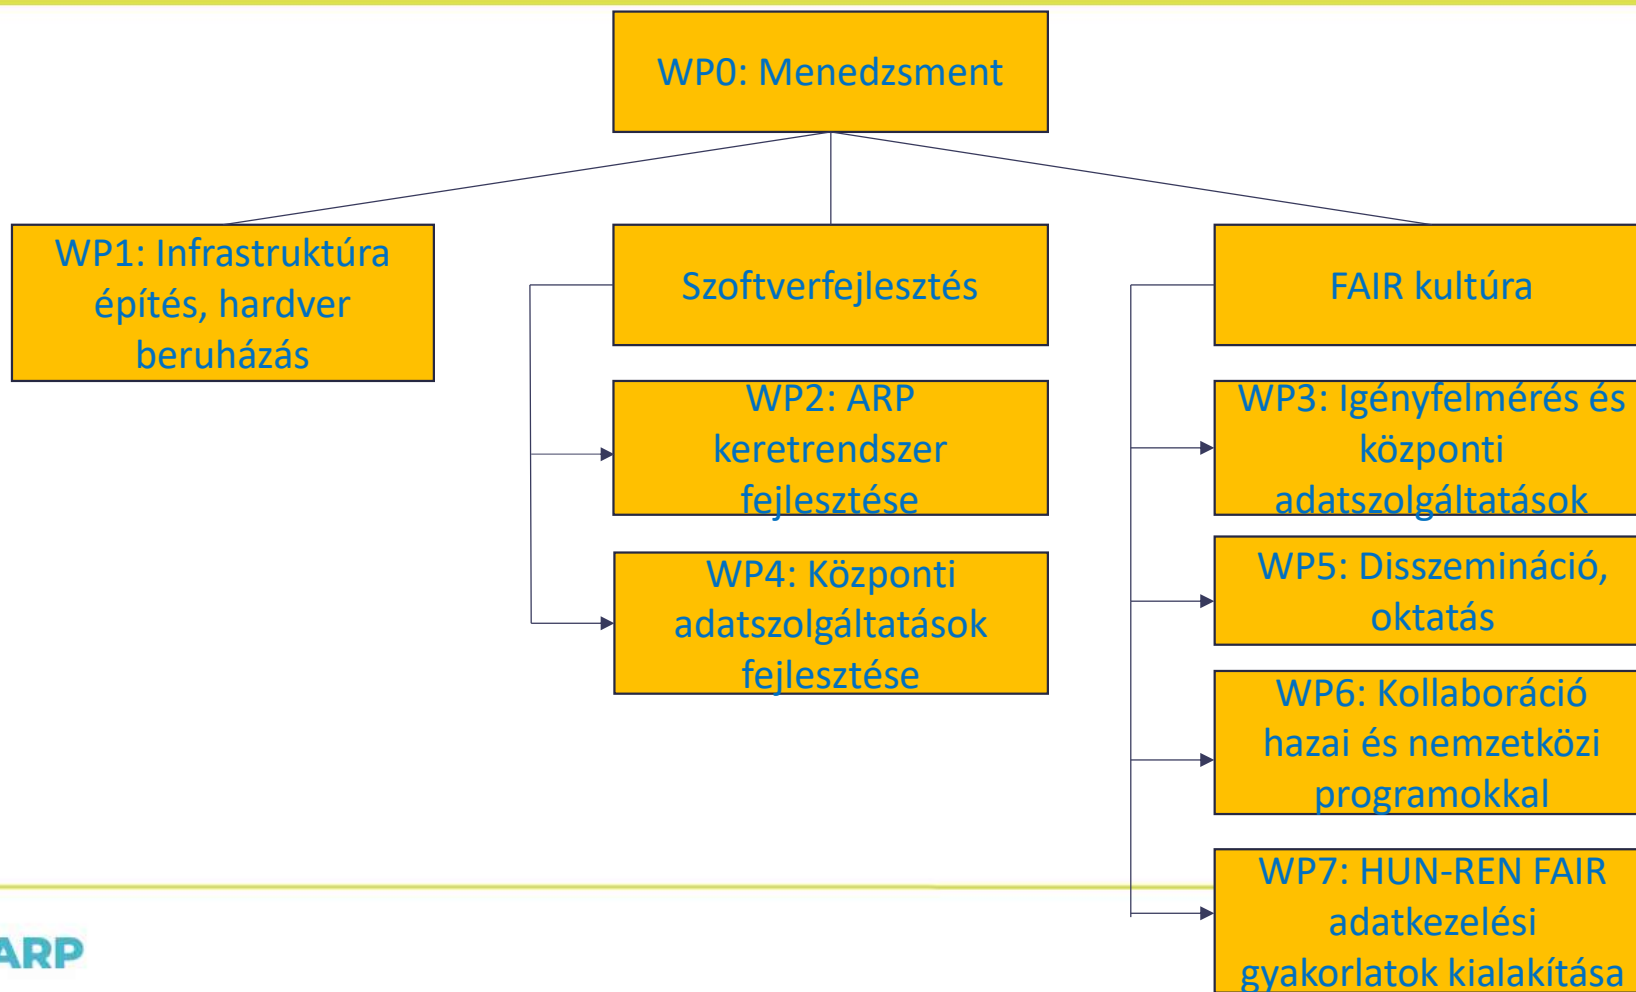 WP0: Menedzsment
WP1: Infrastruktúra
építés, hardver
beruházás
Szoftverfejlesztés
FAIR kultúra
WP2: ARP
keretrendszer
fejlesztése
WP4: Központi
adatszolgáltatások
fejlesztése
WP3: Igényfelmérés és
központi
adatszolgáltatások
WP5: Disszemináció,
oktatás
WP6: Kollaboráció
hazai és nemzetközi
programokkal
WP7: HUN-REN FAIR
adatkezelési
gyakorlatok kialakítása
ARP